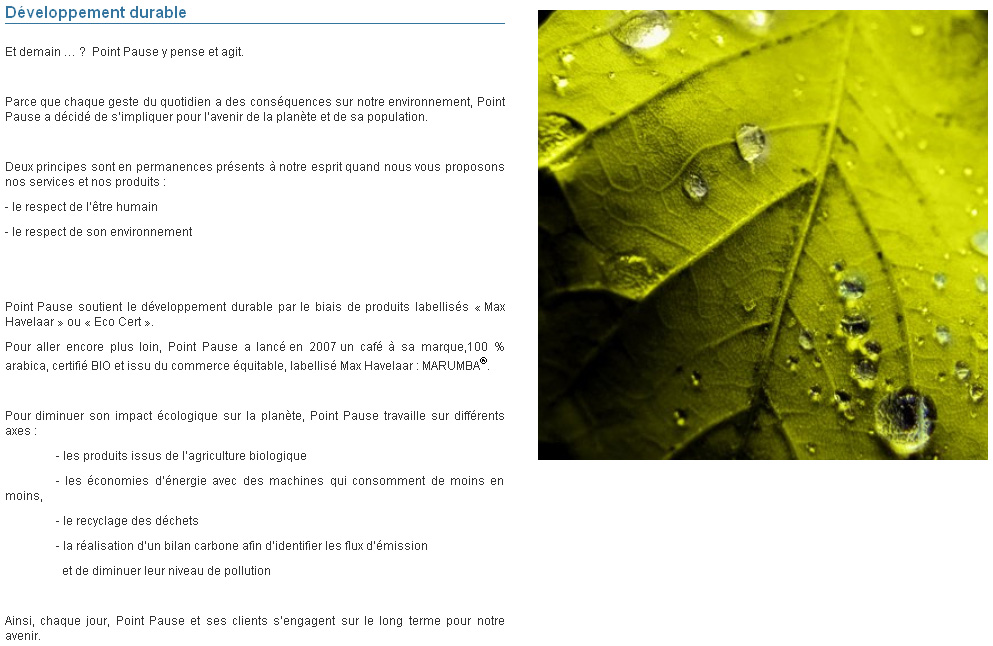 Développement durable
Et demain … ? Point Pause y pense et agit.
Parce que chaque geste du quotidien a des conséquences sur notre environnement, Point
Pause a décidé de s'impliquer pour l'avenir de la planète et de sa population.
Deux principes sont en permanences présents à notre esprit quand nous vous proposons
nos services et nos produits :
- le respect de l'être humain
- le respect de son environnement
Point Pause soutient le développement durable par le biais de produits labellisés « Max
Havelaar » ou « Eco Cert ».
Pour aller encore plus loin, Point Pause a lancé en 2007 un café à sa marque,100 %
arabica, certifié BIO et issu du commerce équitable, labellisé Max Havelaar : MARUMBA®.
Pour diminuer son impact écologique sur la planète, Point Pause travaille sur différents
axes :
- les produits issus de l'agriculture biologique
- les économies d'énergie avec des machines qui consomment de moins en
moins,
- le recyclage des déchets
- la réalisation d'un bilan carbone afin d'identifier les flux d'émission
et de diminuer leur niveau de pollution
Ainsi, chaque jour, Point Pause et ses clients s'engagent sur le long terme pour notre
avenir.